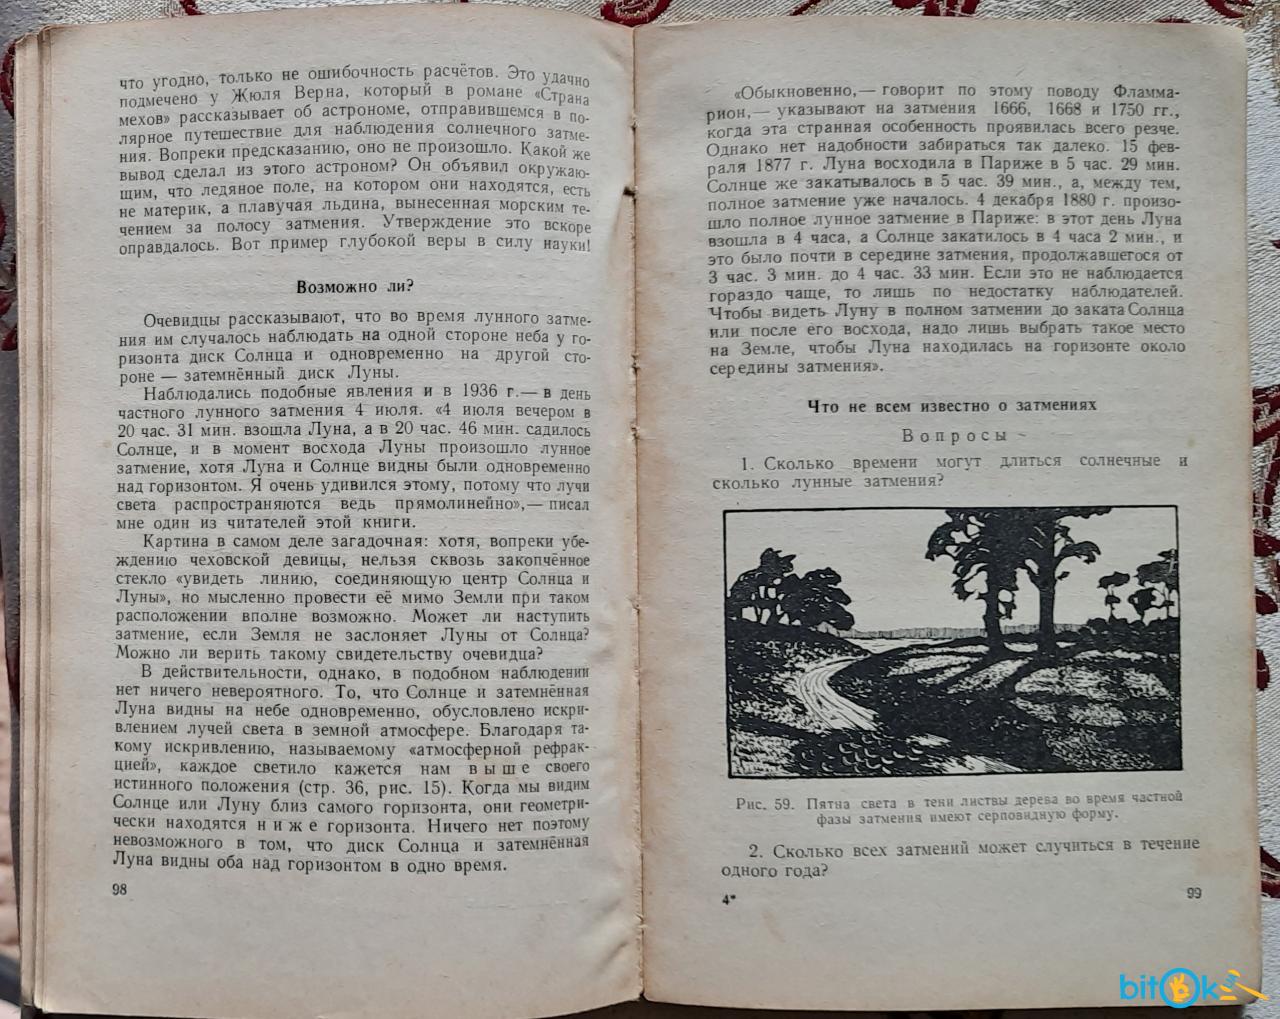 что угодно, только не ошибочность расчётов. Это удачно
подмечено у Жюля Верна, который в романе «Страна
мехов» рассказывает об астрономе, отправившемся в по-
лярное путешествие для наблюдения солнечного затме-
ния. Вопреки предсказанию, оно не произошло. Какой же
вывод сделал из этого астроном? Он объявил окружаю-
щим, что ледяное поле, на котором они находятся, есть
не материк, а плавучая льдина, вынесенная морским те-
чением за полосу затмения. Утверждение это вскоре
оправдалось. Вот пример глубокой веры в силу науки!
Возможно ли?
Очевидцы рассказывают, что во время лунного затме-
ния им случалось наблюдать на одной стороне неба у го-
ризонта диск Солнца и одновременно на другой сто-
роне — затемнённый диск Луны.
Наблюдались подобные явления и в 1936 г.— в день
частного лунного затмения 4 июля. «4 июля вечером в
20 час. 31 мин. взошла Луна, а в 20 час. 46 мин. садилось
Солнце, и в момент восхода Луны произошло лунное
затмение, хотя Луна и Солнце видны были одновременно
над горизонтом. Я очень удивился этому, потому что лучи
света распространяются ведь прямолинейно»,— писал
мне один из читателей этой книги.
Картина в самом деле загадочная: хотя, вопреки убе-
ждению чеховской девицы, нельзя сквозь закопчённое
стекло «увидеть линию, соединяющую центр Солнца и
Луны», но мысленно провести её мимо Земли при таком
расположении вполне возможно. Может ли наступить
затмение, если Земля не заслоняет Луны от Солнца?
Можно ли верить такому свидетельству очевидца?
В действительности, однако, в подобном наблюдении
нет ничего невероятного. То, что Солнце и затемнённая
Луна видны на небе одновременно, обусловлено искри-
влением лучей света в земной атмосфере. Благодаря та-
кому искривлению, называемому «атмосферной рефрак-
цией», каждое светило кажется нам выше своего
истинного положения (стр. 36, рис. 15). Когда мы видим
Солнце или Луну близ самого горизонта, они геометри-
чески находятся ниже горизонта. Ничего нет поэтому
невозможного в том, что диск Солнца и затемнённая
Луна видны оба над горизонтом в одно время.
98
«Обыкновенно,— говорит по этому поводу Фламма-
рион,— указывают на затмения 1666, 1668 и 1750 гг.,
когда эта странная особенность проявилась всего резче.
Однако нет надобности забираться так далеко. 15 фев-
раля 1877 г. Луна восходила в Париже в 5 час. 29 мин.
Солнце же закатывалось в 5 час. 39 мин., а, между тем,
полное затмение уже началось. 4 декабря 1880 г. произо-
шло полное лунное затмение в Париже: в этот день Луна
взошла в 4 часа, а Солнце закатилось в 4 часа 2 мин., и
это было почти в середине затмения, продолжавшегося от
3 час. 3 мин. до 4 час. 33 мин. Если это не наблюдается
гораздо чаще, то лишь по недостатку наблюдателей.
Чтобы видеть Луну в полном затмении до заката Солнца
или после его восхода, надо лишь выбрать такое место
на Земле, чтобы Луна находилась на горизонте около
середины затмения».
Что не всем известно о затмениях
Вопросы
1. Сколько времени могут длиться солнечные и
сколько лунные затмения?
Рис. 59. Пятна света в тени листвы дерева во время частной
фазы затмения имеют серповидную форму.
2. Сколько всех затмений может случиться в течение
одного года?
4*
99
bitOk